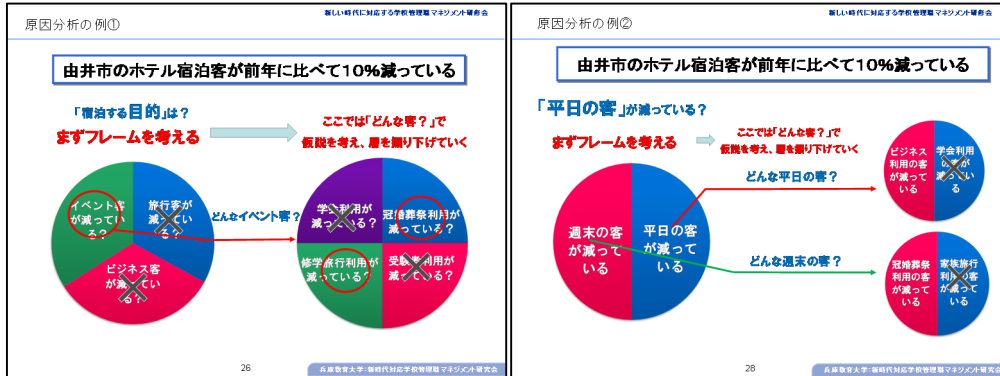 新しい時代に対応する学校管理職マネジメント研修会
原因分析の例①
由井市のホテル宿泊客が前年に比べて10%減っている
「宿泊する目的」は？
まずフレームを考える
ここでは「どんな客？」で
仮説を考え、層を掘り下げていく
イベント客
が減ってい
る？
旅行客が
減ってい
る？
ビジネス客
が減ってい
る？
どんなイベント客？
学会利用が
減っている？
冠婚葬祭利用が
減っている？
修学旅行利用が
減っている？
受験利用が
減っている？
26
兵庫教育大学：新時代対応学校管理職マネジメント研究会
新しい時代に対応する学校管理職マネジメント研修会
原因分析の例②
由井市のホテル宿泊客が前年に比べて10%減っている
「平日の客」が減っている？
まずフレームを考える
ここでは「どんな客？」で
仮説を考え、層を掘り下げていく
週末の客
が減って
いる
平日の客
が減って
いる
どんな平日の客？
ビジネス
利用の客
が減って
いる
学会利用
の客が
減ってい
る
どんな週末の客？
冠婚葬祭
利用の客
が減って
いる
家族旅行
利用の客
が減って
いる
28
兵庫教育大学：新時代対応学校管理職マネジメント研究会